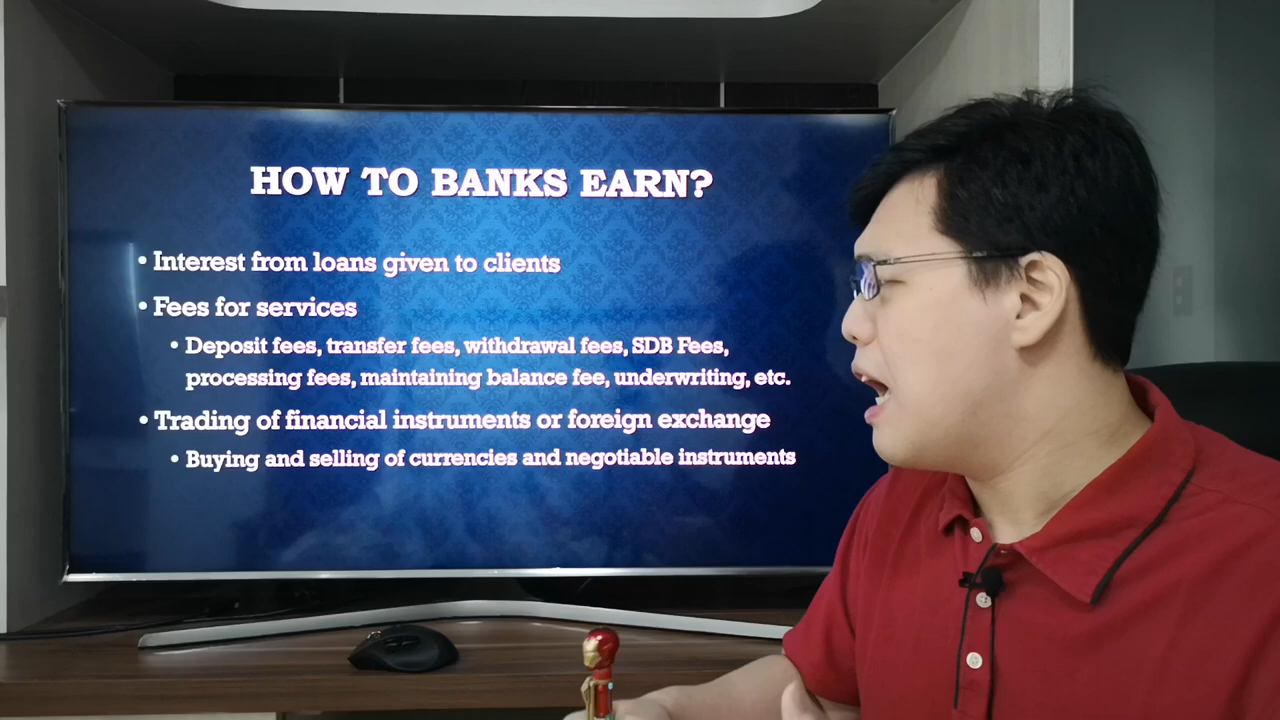 HOW TO BANKS EARN?
• Interest from loans given to clients
• Fees for services
• Deposit fees, transfer fees, withdrawal fees, SDB Fees,
processing fees, maintaining balance fee, underwriting, etc.
• Trading of financial instruments or foreign exchange
• Buying and selling of currencies and negotiable instruments